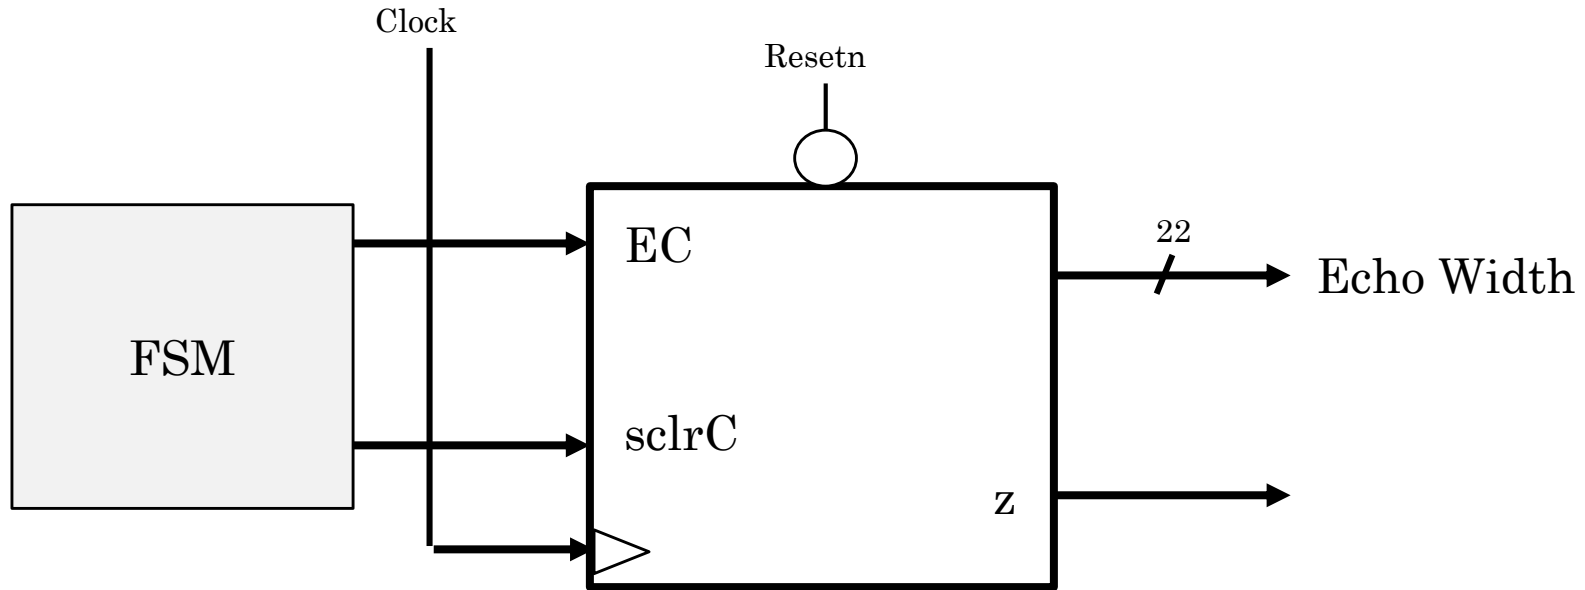 Clock
Resetn
FSM
EC
sclrC
z
22
Echo Width